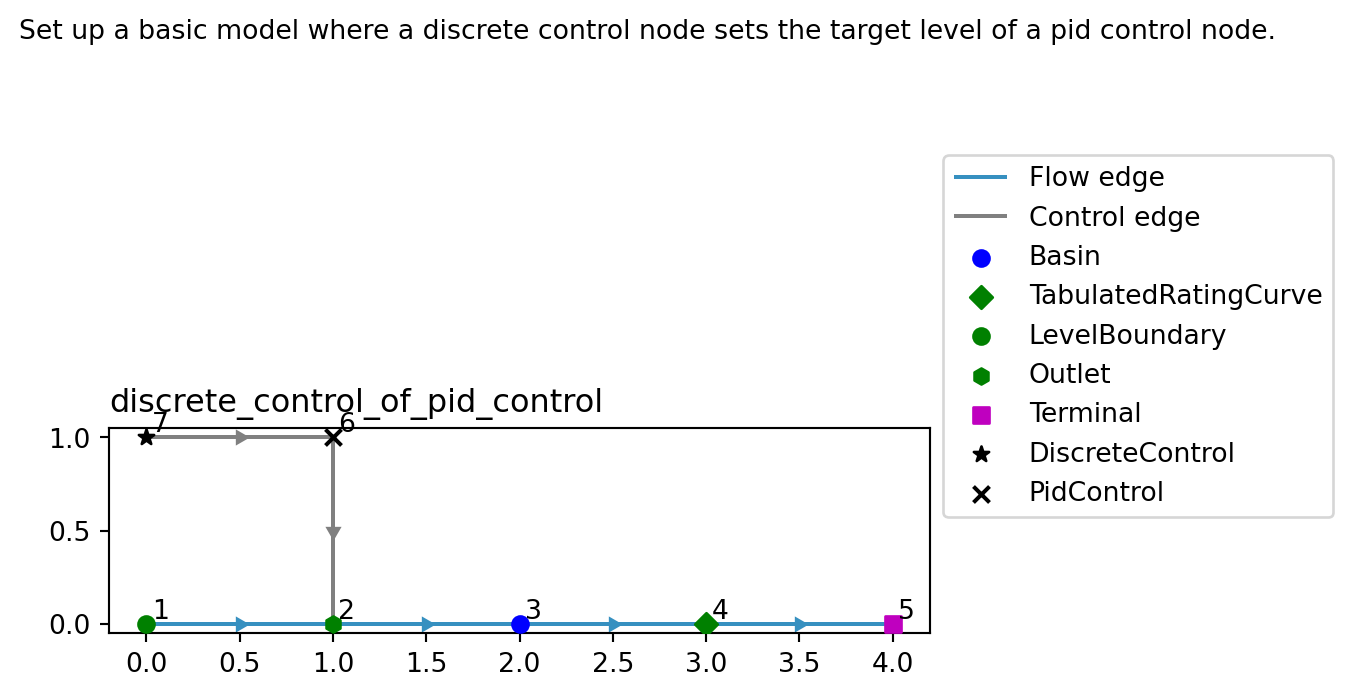 Set up a basic model where a discrete control node sets the target level of a pid control node.
Flow edge
Control edge
Basin
TabulatedRatingCurve
LevelBoundary
Outlet
Terminal
DiscreteControl
PidControl
discrete_control_of_pid_control
7 6
1.0
0.5
1 2 3 4 5
0.0
0.0 0.5 1.0 1.5 2.0 2.5 3.0 3.5 4.0